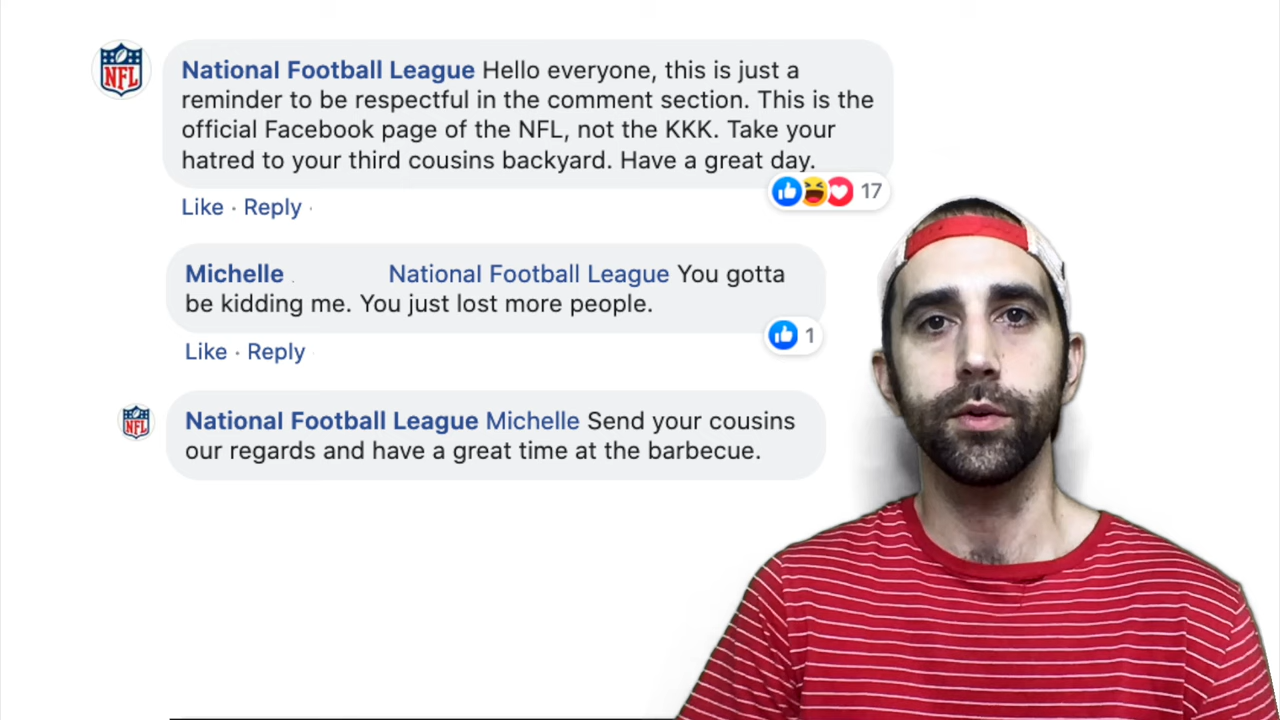 NFL
National Football League Hello everyone, this is just a
reminder to be respectful in the comment section. This is the
official Facebook page of the NFL, not the KKK. Take your
hatred to your third cousins backyard. Have a great day.
17
Like · Reply ·
Michelle National Football League You gotta
be kidding me. You just lost more people.
1
Like · Reply
NFL
National Football League Michelle Send your cousins
our regards and have a great time at the barbecue.